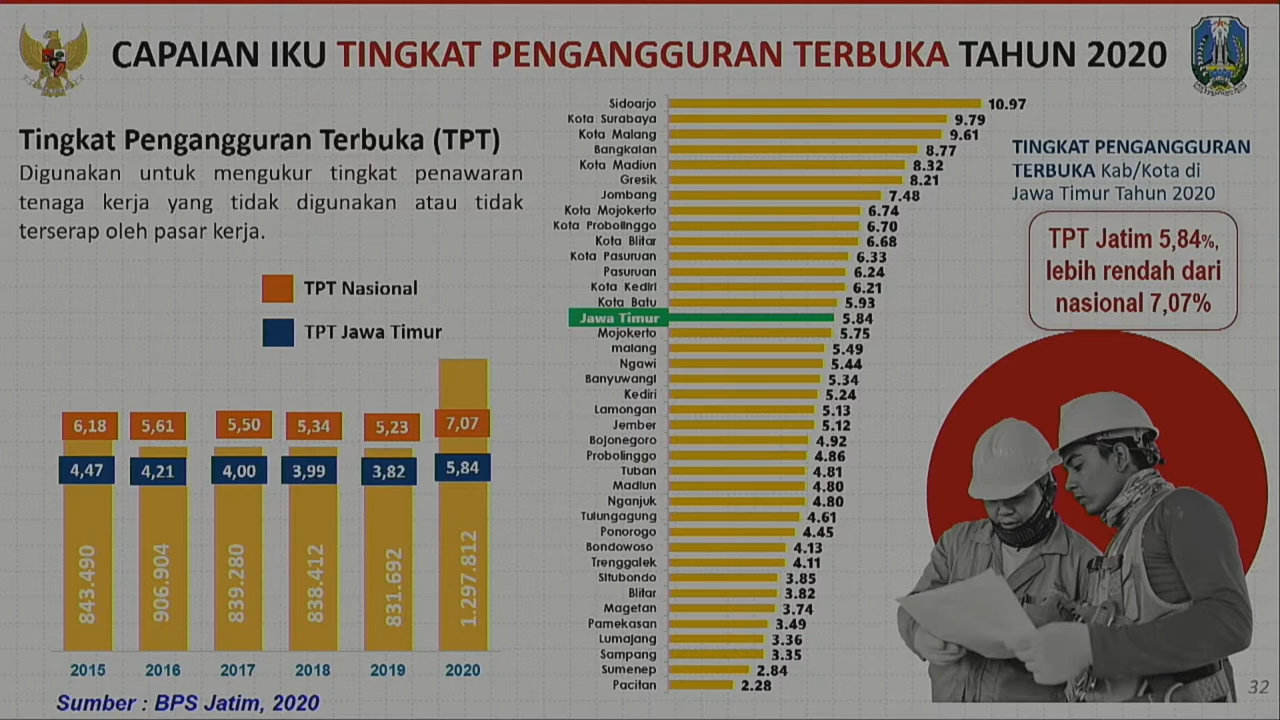 CAPAIAN IKU TINGKAT PENGANGGURAN TERBUKA TAHUN 2020
Tingkat Pengangguran Terbuka (TPT)
Digunakan untuk mengukur tingkat penawaran
tenaga kerja yang tidak digunakan atau tidak
terserap oleh pasar kerja.
TPT Nasional
TPT Jawa Timur
6,18 5,61 5,50 5,34 5,23 7,07
4,47 4,21 4,00 3,99 3,82 5,84
843.490 906.904 839.280 838.412 831.692 1.297.812
2015 2016 2017 2018 2019 2020
Sumber : BPS Jatim, 2020
Sidoarjo 10.97
Kota Surabaya 9.79
Kota Malang 9.61
Bangkalan 8.77
Kota Madiun 8.32
Gresik 8.21
Jombang 7.48
Kota Mojokerto 6.74
Kota Probolinggo 6.70
Kota Blitar 6.68
Kota Pasuruan 6.33
Pasuruan 6.24
Kota Kediri 6.21
Kota Batu 5.93
Jawa Timur 5.84
Mojokerto 5.75
malang 5.49
Ngawi 5.44
Banyuwangi 5.34
Kediri 5.24
Lamongan 5.13
Jember 5.12
Bojonegoro 4.92
Probolinggo 4.86
Tuban 4.81
Madiun 4.80
Nganjuk 4.80
Tulungagung 4.61
Ponorogo 4.45
Bondowoso 4.13
Trenggalek 4.11
Situbondo 3.85
Blitar 3.82
Magetan 3.74
Pamekasan 3.49
Lumajang 3.36
Sampang 3.35
Sumenep 2.84
Pacitan 2.28
TINGKAT PENGANGGURAN
TERBUKA Kab/Kota di
Jawa Timur Tahun 2020
TPT Jatim 5,84%,
lebih rendah dari
nasional 7,07%
32